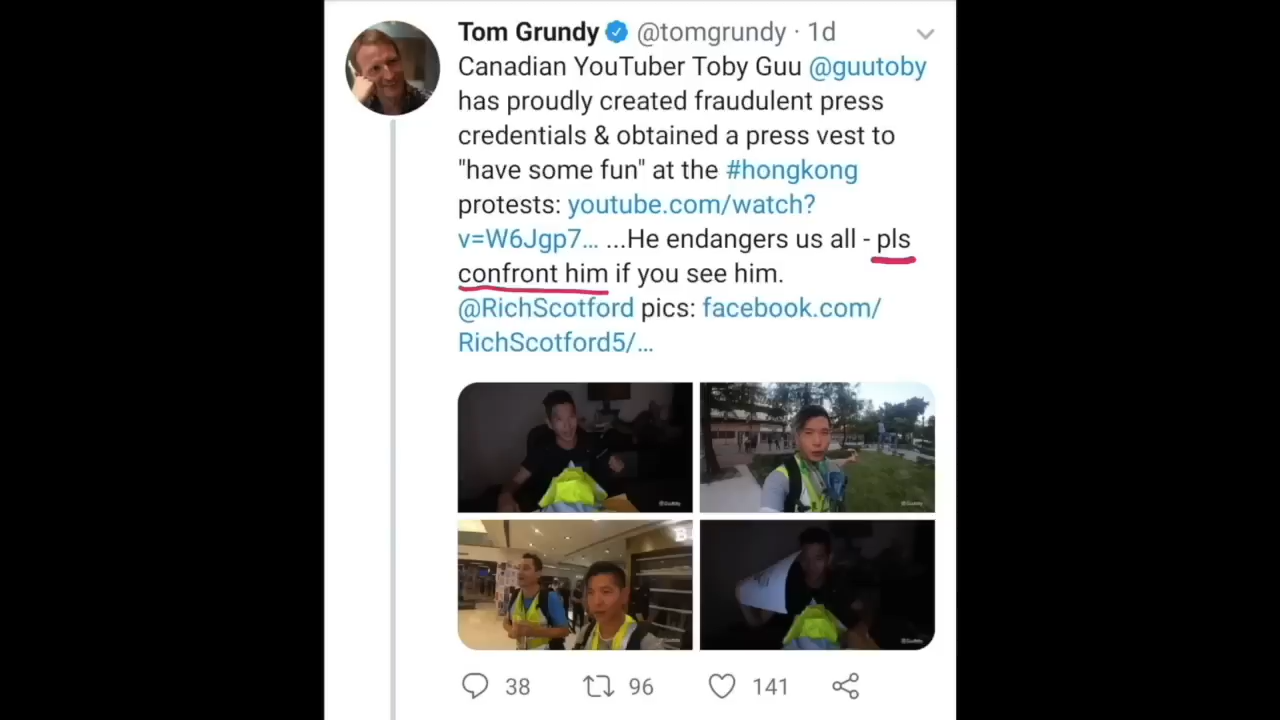 Tom Grundy @tomgrundy · 1d
Canadian YouTuber Toby Guu @guutoby
has proudly created fraudulent press
credentials & obtained a press vest to
"have some fun" at the #hongkong
protests: youtube.com/watch?
v=W6Jgp7... ...He endangers us all - pls
confront him if you see him.
@RichScotford pics: facebook.com/
RichScotford5/...
38 96 141